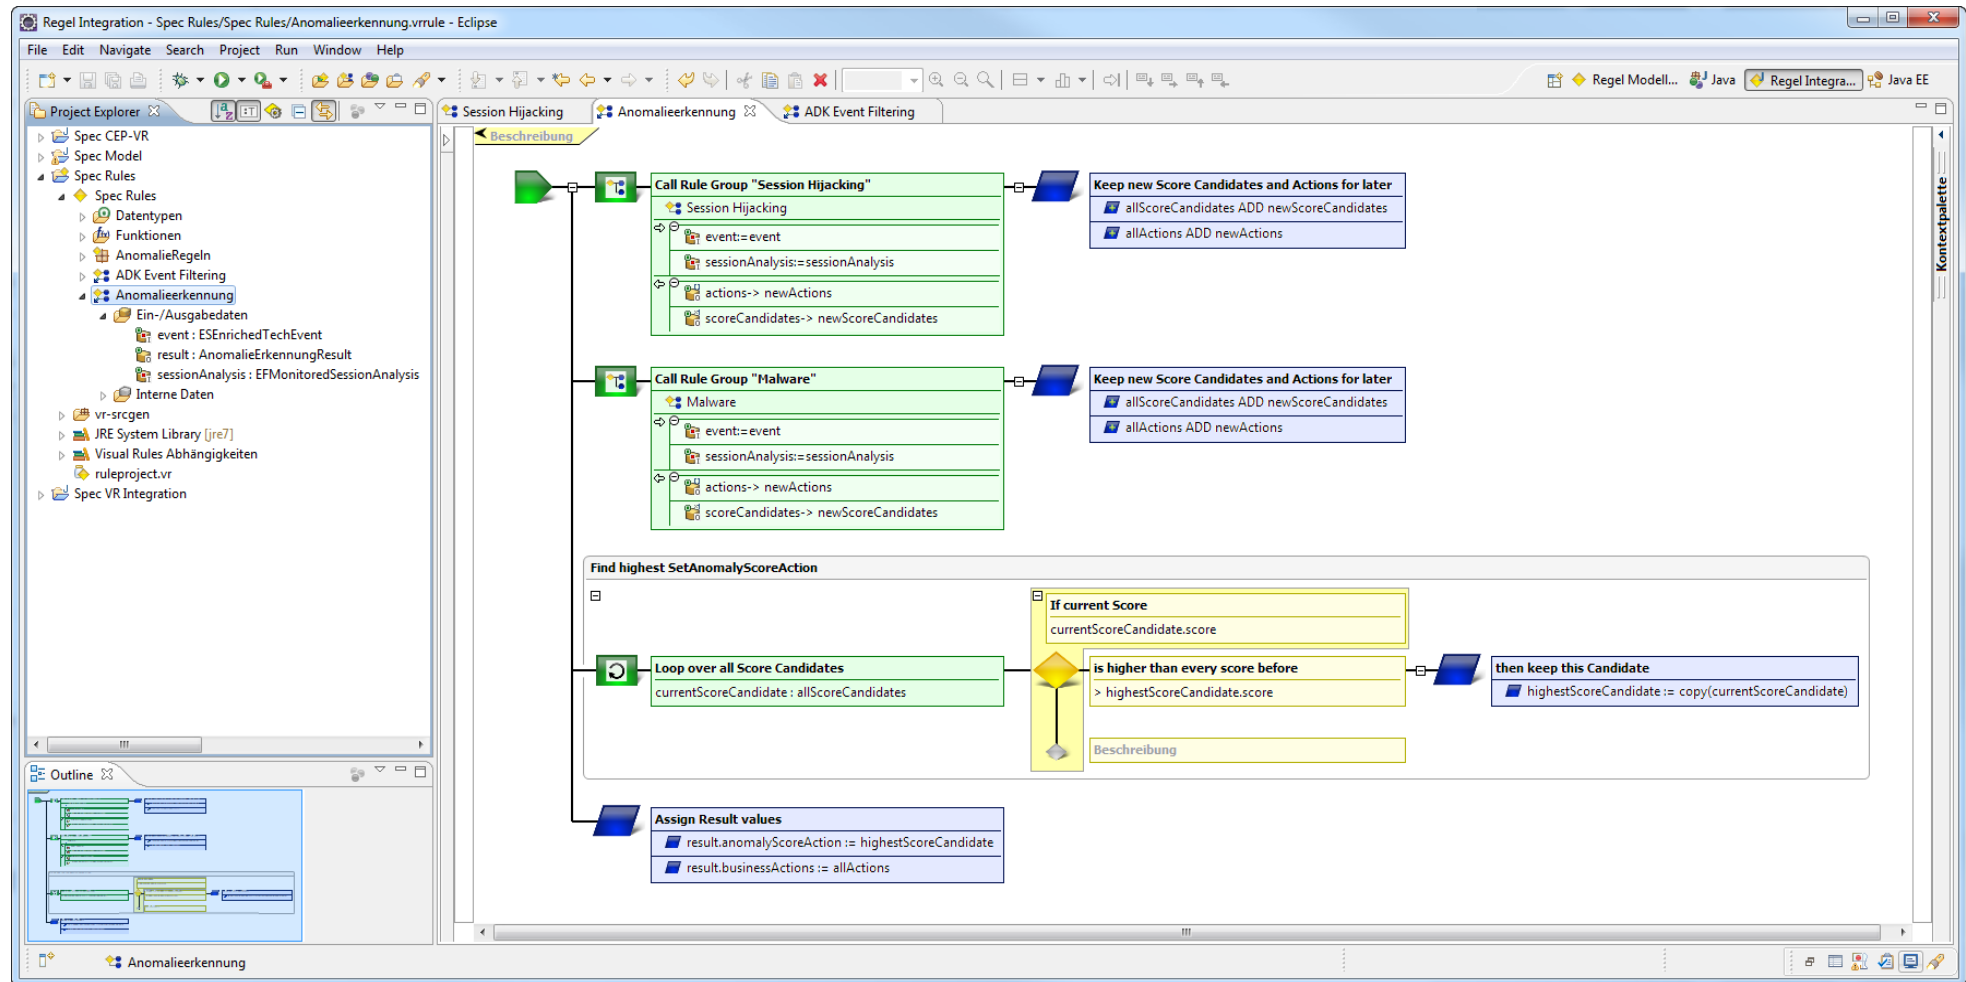 Regel Integration - Spec Rules/Spec Rules/Anomalieerkennung.vrrule - Eclipse
File Edit Navigate Search Project Run Window Help
Regel Modell... Java Regel Integra... Java EE
Project Explorer
Spec CEP-VR
Spec Model
Spec Rules
Spec Rules
Datentypen
Funktionen
AnomalieRegeln
ADK Event Filtering
Anomalieerkennung
Ein-/Ausgabedaten
event : ESEnrichedTechEvent
result : AnomalieErkennungResult
sessionAnalysis : EFMonitoredSessionAnalysis
Interne Daten
vr-srcgen
JRE System Library [jre7]
Visual Rules Abhängigkeiten
ruleproject.vr
Spec VR Integration
Outline
Session Hijacking Anomalieerkennung ADK Event Filtering
Beschreibung
Call Rule Group "Session Hijacking"
Session Hijacking
event:=event
sessionAnalysis:=sessionAnalysis
actions-> newActions
scoreCandidates-> newScoreCandidates
Keep new Score Candidates and Actions for later
allScoreCandidates ADD newScoreCandidates
allActions ADD newActions
Call Rule Group "Malware"
Malware
event:=event
sessionAnalysis:=sessionAnalysis
actions-> newActions
scoreCandidates-> newScoreCandidates
Keep new Score Candidates and Actions for later
allScoreCandidates ADD newScoreCandidates
allActions ADD newActions
Find highest SetAnomalyScoreAction
Loop over all Score Candidates
currentScoreCandidate : allScoreCandidates
If current Score
currentScoreCandidate.score
is higher than every score before
> highestScoreCandidate.score
Beschreibung
then keep this Candidate
highestScoreCandidate := copy(currentScoreCandidate)
Assign Result values
result.anomalyScoreAction := highestScoreCandidate
result.businessActions := allActions
Kontextpalette
Anomalieerkennung